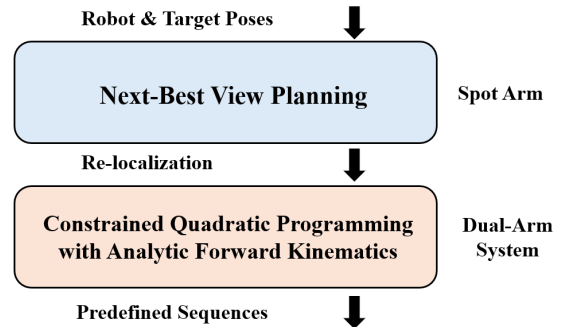 Robot & Target Poses
Next-Best View Planning
Spot Arm
Re-localization
Constrained Quadratic Programming
with Analytic Forward Kinematics
Dual-Arm
System
Predefined Sequences